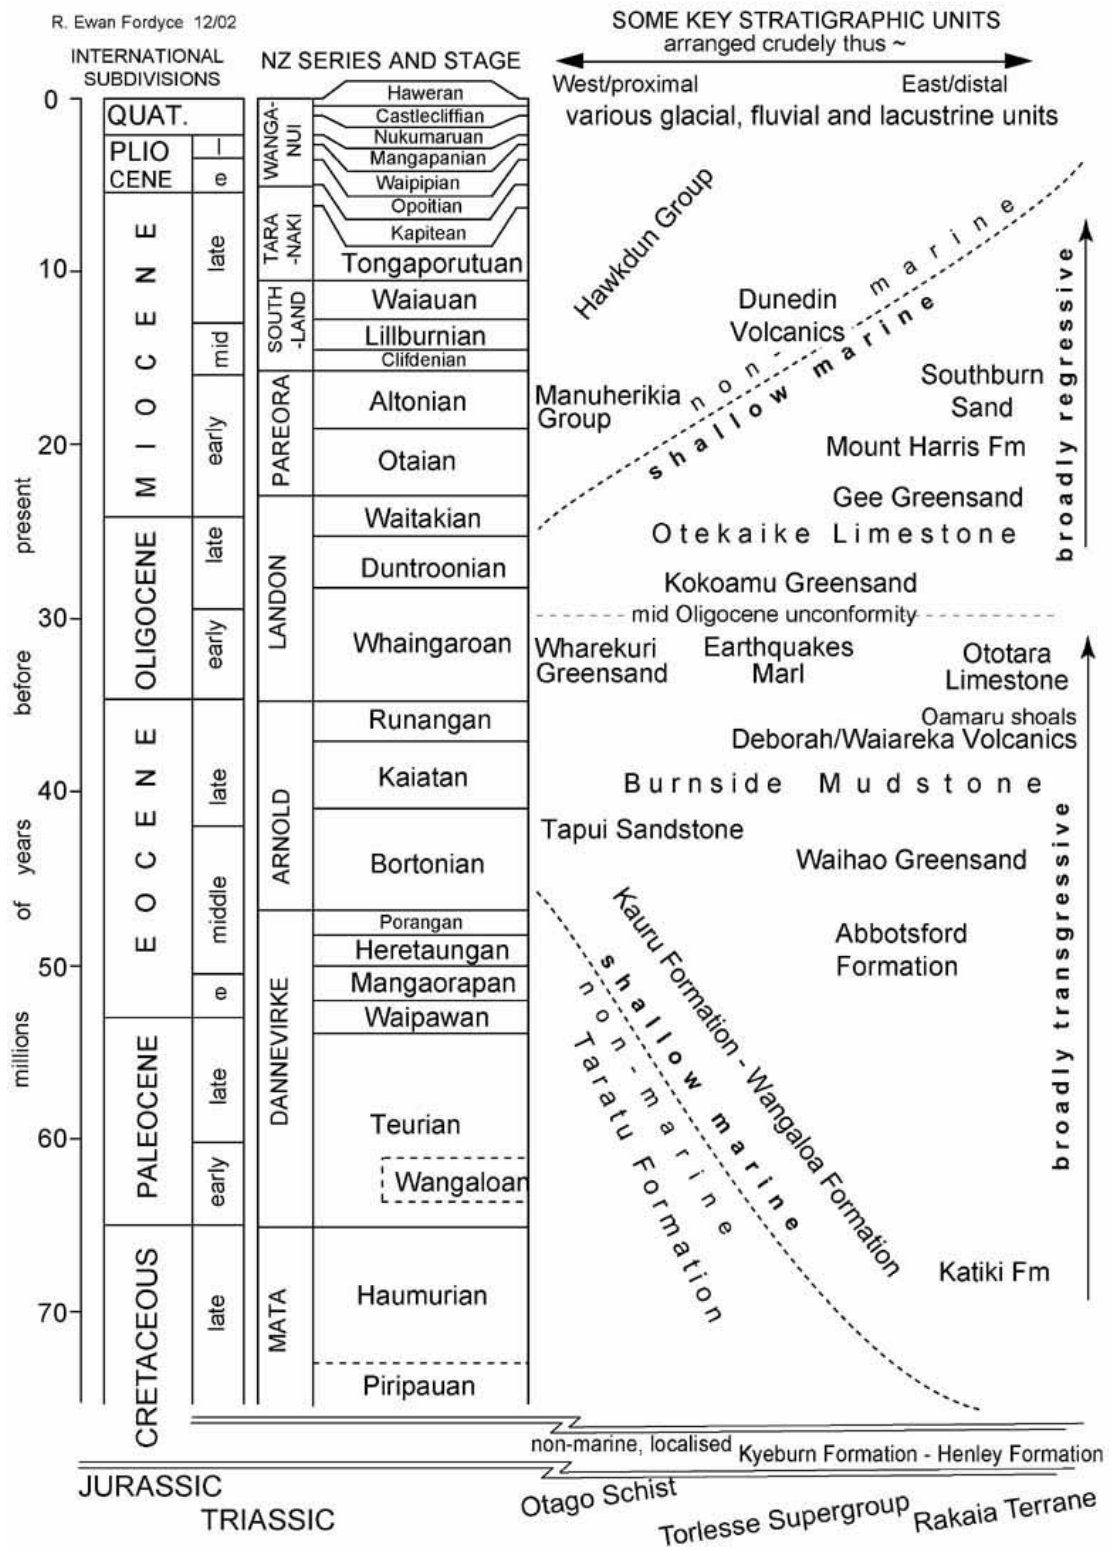 R. Ewan Fordyce 12/02
SOME KEY STRATIGRAPHIC UNITS
arranged crudely thus ~
INTERNATIONAL
SUBDIVISIONS
NZ SERIES AND STAGE
West/proximal
East/distal
various glacial, fluvial and lacustrine units
0
10
20
30
40
50
60
70
millions of years before present
QUAT.
PLIO
CENE
l
e
MIOCENE
late
mid
early
OLIGOCENE
late
early
EOCENE
late
middle
e
PALEOCENE
late
early
CRETACEOUS
late
JURASSIC
TRIASSIC
WANGA-
NUI
TARA
-NAKI
SOUTH
-LAND
PAREORA
LANDON
ARNOLD
DANNEVIRKE
MATA
Haweran
Castlecliffian
Nukumaruan
Mangapanian
Waipipian
Opoitian
Kapitean
Tongaporutuan
Waiauan
Lillburnian
Clifdenian
Altonian
Otaian
Waitakian
Duntroonian
Whaingaroan
Runangan
Kaiatan
Bortonian
Porangan
Heretaungan
Mangaorapan
Waipawan
Teurian
Wangaloan
Haumurian
Piripauan
Hawkdun Group
Dunedin
Volcanics
non-marine
shallow marine
Manuherikia
Group
Southburn
Sand
Mount Harris Fm
Gee Greensand
Otekaike Limestone
Kokoamu Greensand
broadly regressive
mid Oligocene unconformity
Wharekuri
Greensand
Earthquakes
Marl
Ototara
Limestone
Oamaru shoals
Deborah/Waiareka Volcanics
Burnside Mudstone
Tapui Sandstone
Waihao Greensand
Abbotsford
Formation
Kauru Formation - Wangaloa Formation
shallow marine
non-marine
Taratu Formation
Katiki Fm
broadly transgressive
non-marine, localised
Kyeburn Formation - Henley Formation
Otago Schist
Torlesse Supergroup
Rakaia Terrane